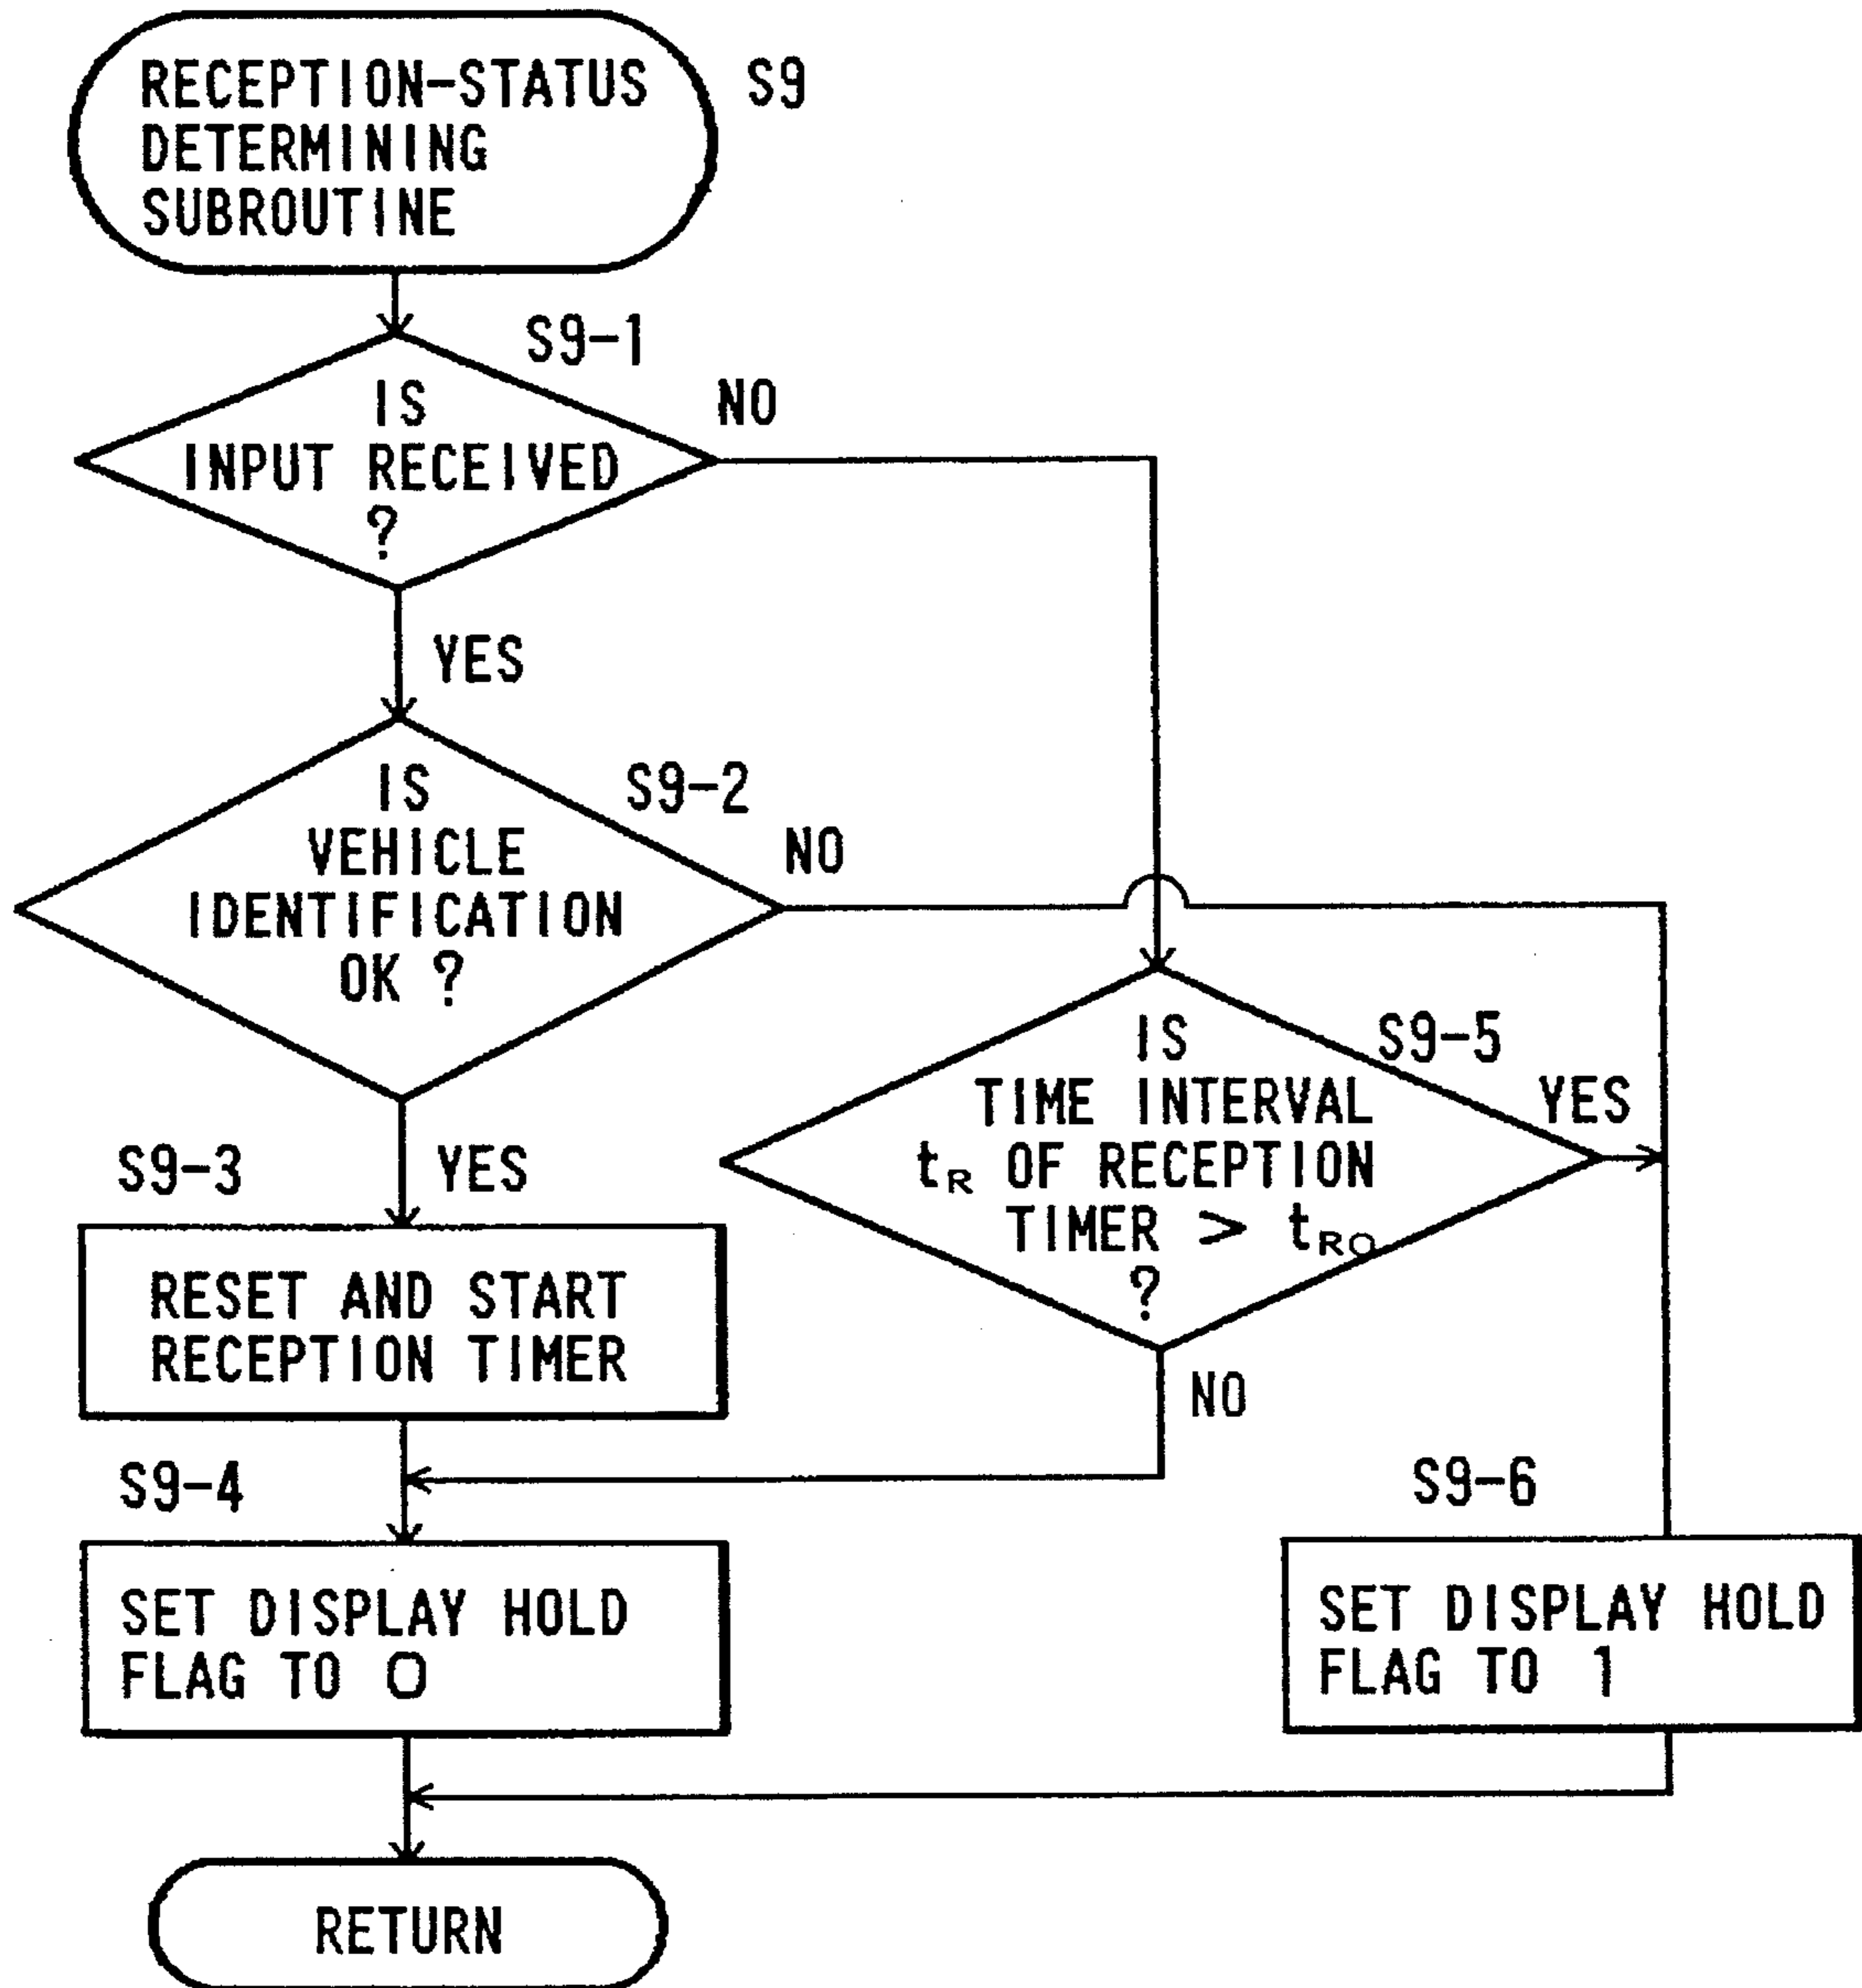 RECEPTION-STATUS
DETERMINING
SUBROUTINE
S9
S9-1
IS
INPUT RECEIVED
?
NO
YES
S9-2
IS
VEHICLE
IDENTIFICATION
OK ?
NO
YES
S9-5
IS
TIME INTERVAL
tR OF RECEPTION
TIMER > tRO
?
YES
NO
S9-3
RESET AND START
RECEPTION TIMER
S9-4
SET DISPLAY HOLD
FLAG TO 0
S9-6
SET DISPLAY HOLD
FLAG TO 1
RETURN